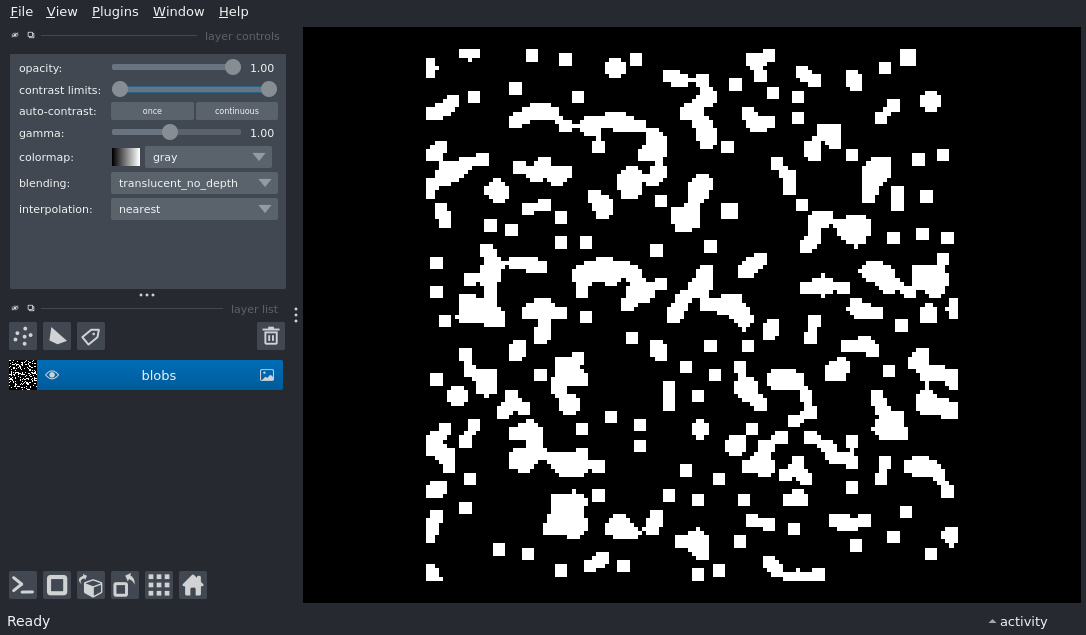 File View Plugins Window Help
layer controls
opacity: 1.00
contrast limits:
auto-contrast: once continuous
gamma: 1.00
colormap: gray
blending: translucent_no_depth
interpolation: nearest
layer list
blobs
Ready activity